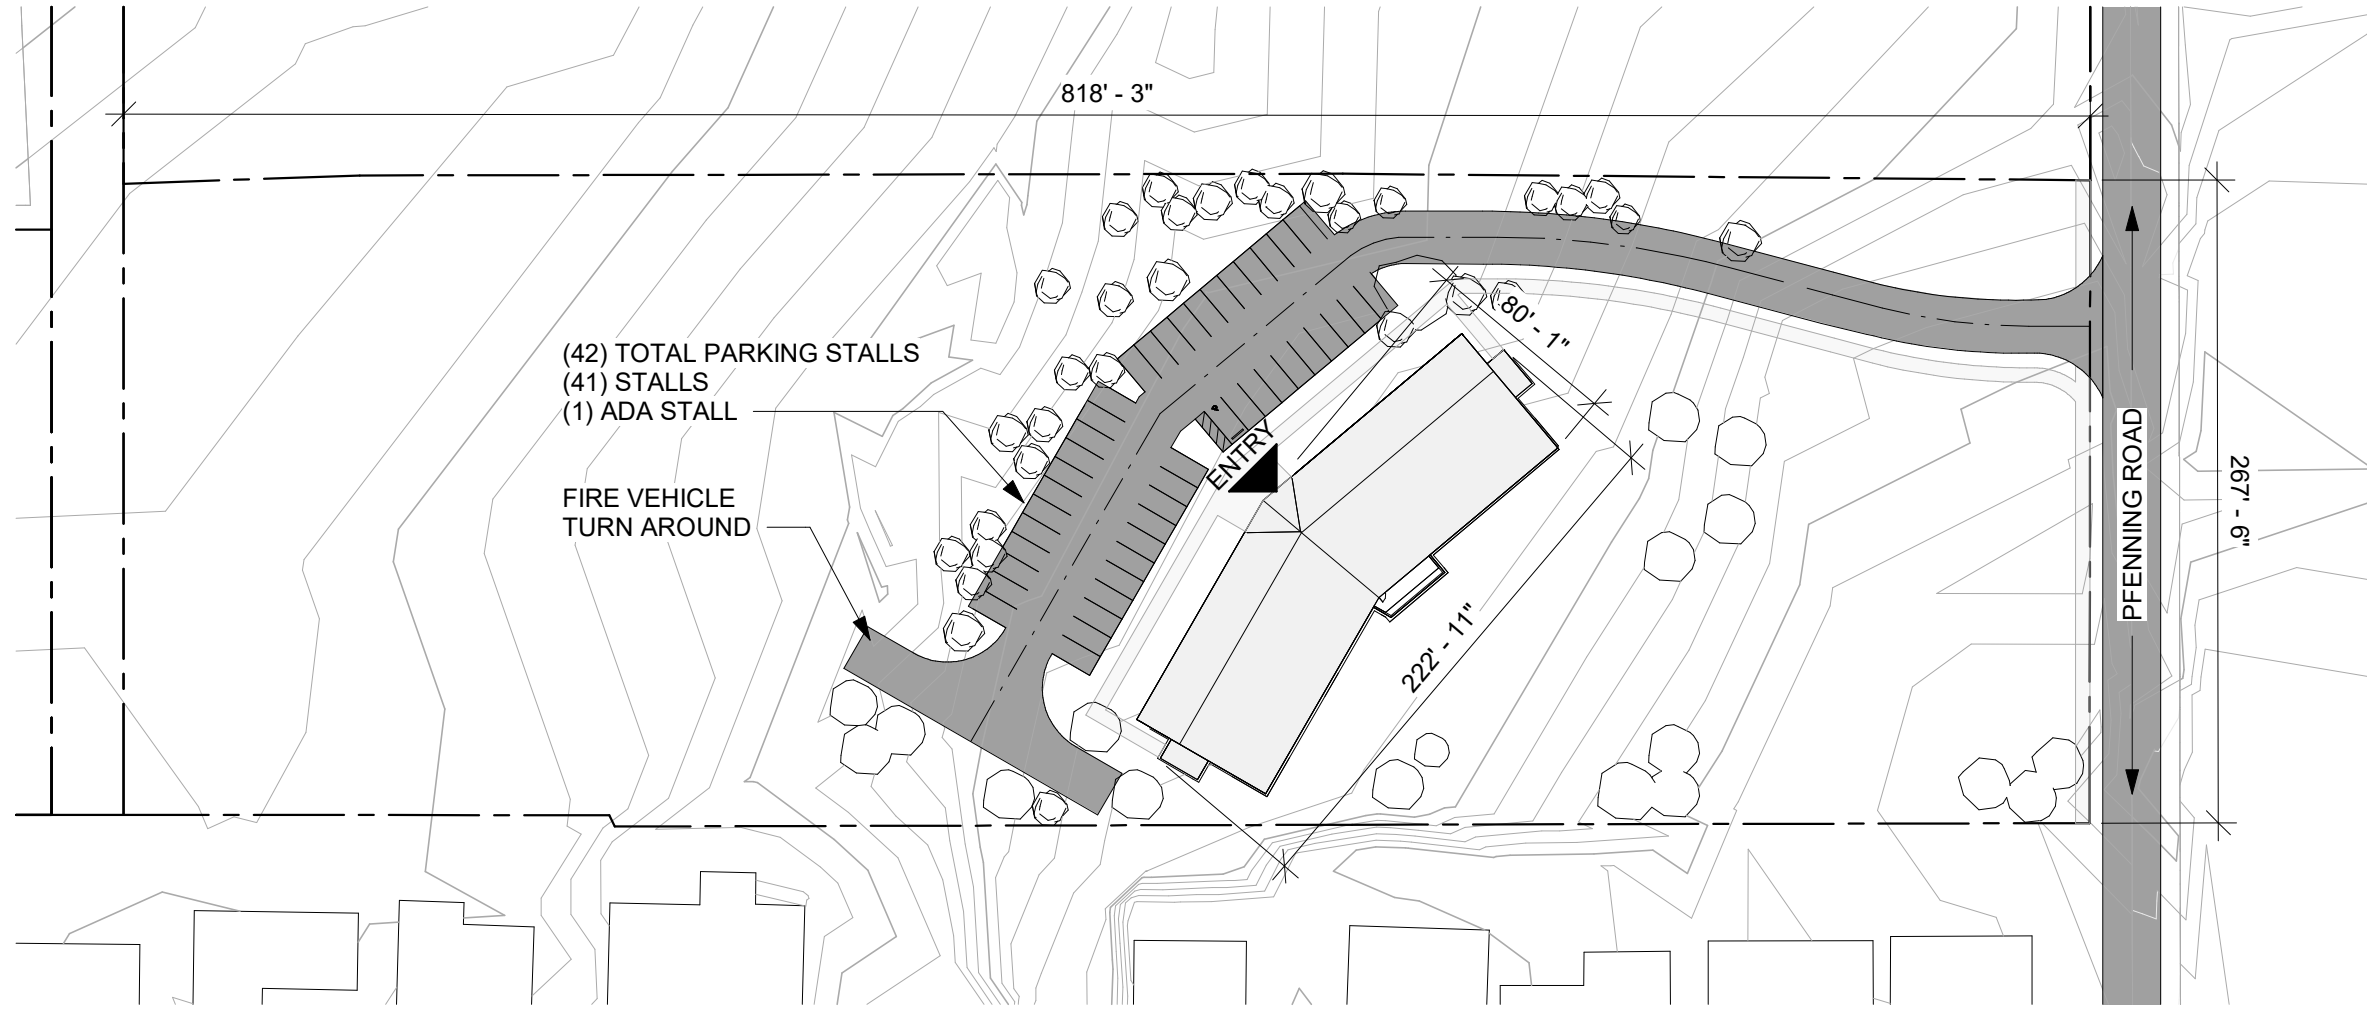 818' - 3"
80' - 1"
(42) TOTAL PARKING STALLS
(41) STALLS
(1) ADA STALL
ENTRY
FIRE VEHICLE
TURN AROUND
PFENNING ROAD
267' - 6"
222' - 11"